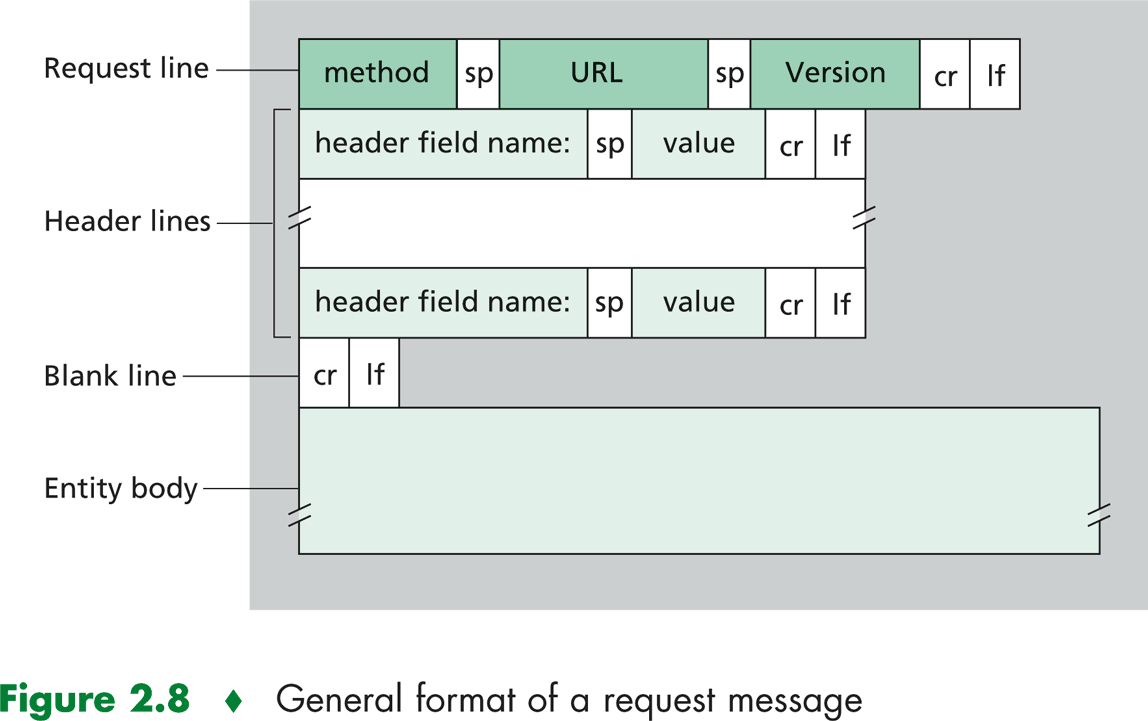 Request line
method sp URL sp Version cr lf
header field name: sp value cr lf
Header lines
header field name: sp value cr lf
Blank line
cr lf
Entity body
Figure 2.8 ♦ General format of a request message